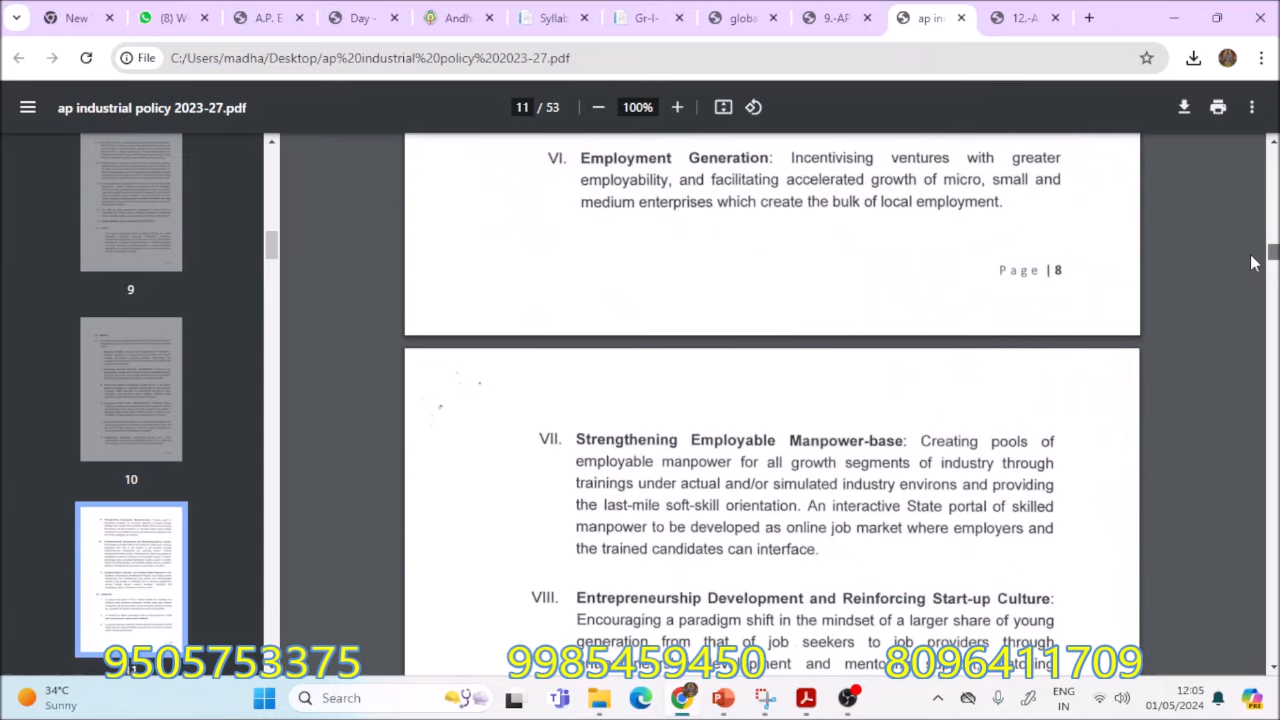 New
(8) W
A.P. E
Day -
Andh
Syllab
Gr-I-
globa
9.-AP
ap in
12.-A
File
C:/Users/madha/Desktop/ap%20industrial%20policy%202023-27.pdf
ap industrial policy 2023-27.pdf
11 / 53
100%
VI. Employment Generation: Incentivising ventures with greater
employability, and facilitating accelerated growth of micro, small and
medium enterprises which create the bulk of local employment.
Page | 8
9
10
VII. Strengthening Employable Manpower-base: Creating pools of
employable manpower for all growth segments of industry through
trainings under actual and/or simulated industry environs and providing
the last-mile soft-skill orientation. An interactive State portal of skilled
manpower to be developed as online job market where employers and
the trained candidates can interface.
VIII. Entrepreneurship Development and Reinforcing Start-up Culture:
Encouraging a paradigm shift in the mindset of a larger share of young
generation from that of job seekers to job providers through
9505753375
9985459450
8096411709
34°C
Sunny
Search
ENG
IN
12:05
01/05/2024
PRE